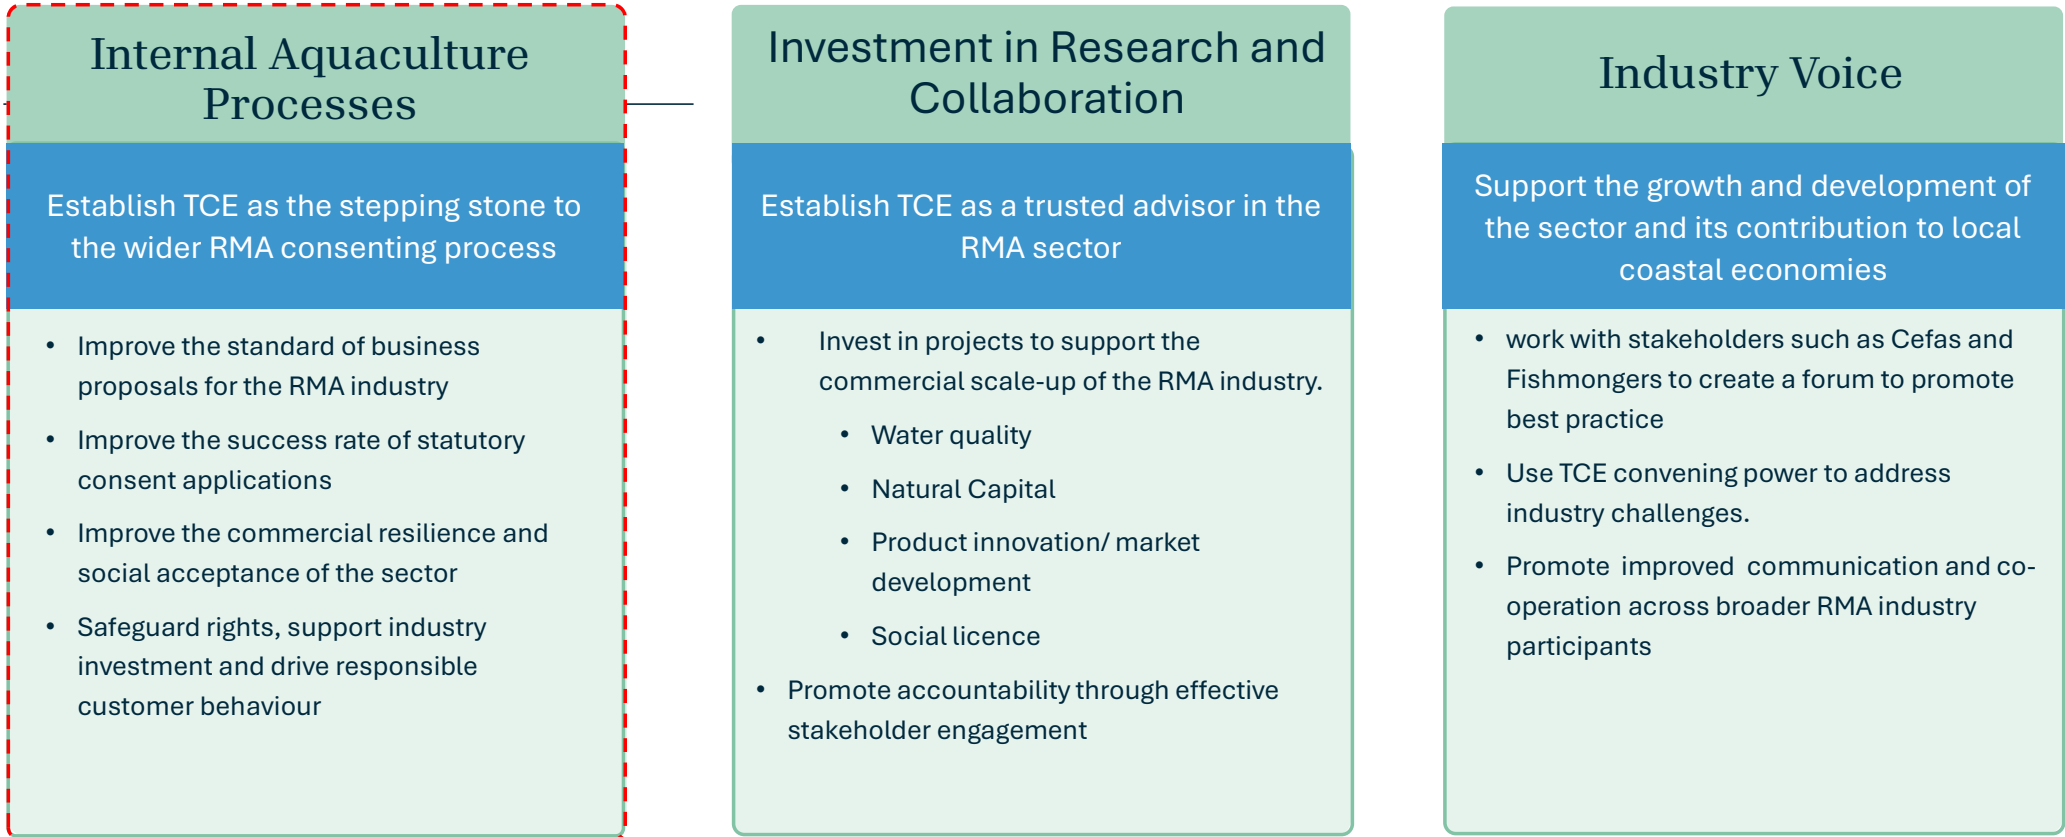 Internal Aquaculture
Processes
Establish TCE as the stepping stone to
the wider RMA consenting process
• Improve the standard of business
proposals for the RMA industry
• Improve the success rate of statutory
consent applications
• Improve the commercial resilience and
social acceptance of the sector
• Safeguard rights, support industry
investment and drive responsible
customer behaviour
Investment in Research and
Collaboration
Establish TCE as a trusted advisor in the
RMA sector
• Invest in projects to support the
commercial scale-up of the RMA industry.
• Water quality
• Natural Capital
• Product innovation/ market
development
• Social licence
• Promote accountability through effective
stakeholder engagement
Industry Voice
Support the growth and development of
the sector and its contribution to local
coastal economies
• work with stakeholders such as Cefas and
Fishmongers to create a forum to promote
best practice
• Use TCE convening power to address
industry challenges.
• Promote improved communication and co-
operation across broader RMA industry
participants